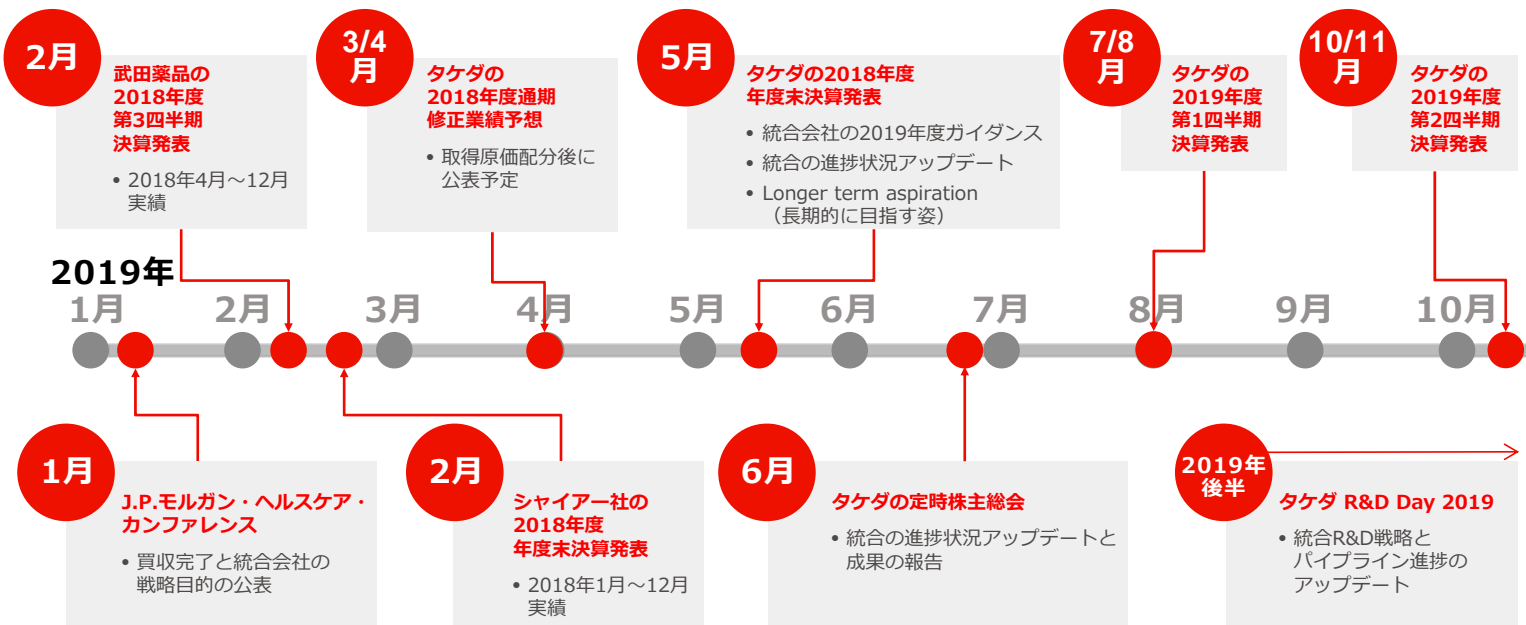 2月
武田薬品の
2018年度
第3四半期
決算発表
• 2018年4月～12月
実績
3/4
月
タケダの
2018年度通期
修正業績予想
• 取得原価配分後に
公表予定
5月
タケダの2018年度
年度末決算発表
• 統合会社の2019年度ガイダンス
• 統合の進捗状況アップデート
• Longer term aspiration
（長期的に目指す姿）
7/8
月
タケダの
2019年度
第1四半期
決算発表
10/11
月
タケダの
2019年度
第2四半期
決算発表
2019年
1月
2月
3月
4月
5月
6月
7月
8月
9月
10月
1月
J.P.モルガン・ヘルスケア・
カンファレンス
• 買収完了と統合会社の
戦略目的の公表
2月
シャイアー社の
2018年度
年度末決算発表
• 2018年1月～12月
実績
6月
タケダの定時株主総会
• 統合の進捗状況アップデートと
成果の報告
2019年
後半
タケダ R&D Day 2019
• 統合R&D戦略と
パイプライン進捗の
アップデート